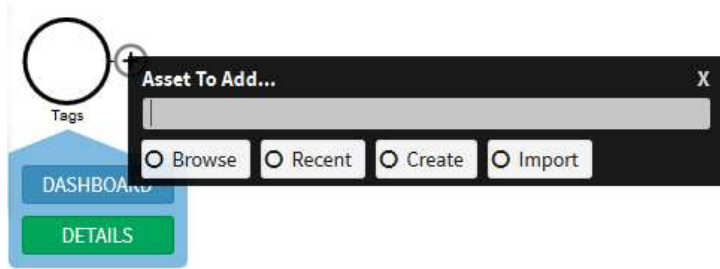 Asset To Add...
X
Tags
Browse
Recent
Create
Import
DASHBOARD
DETAILS